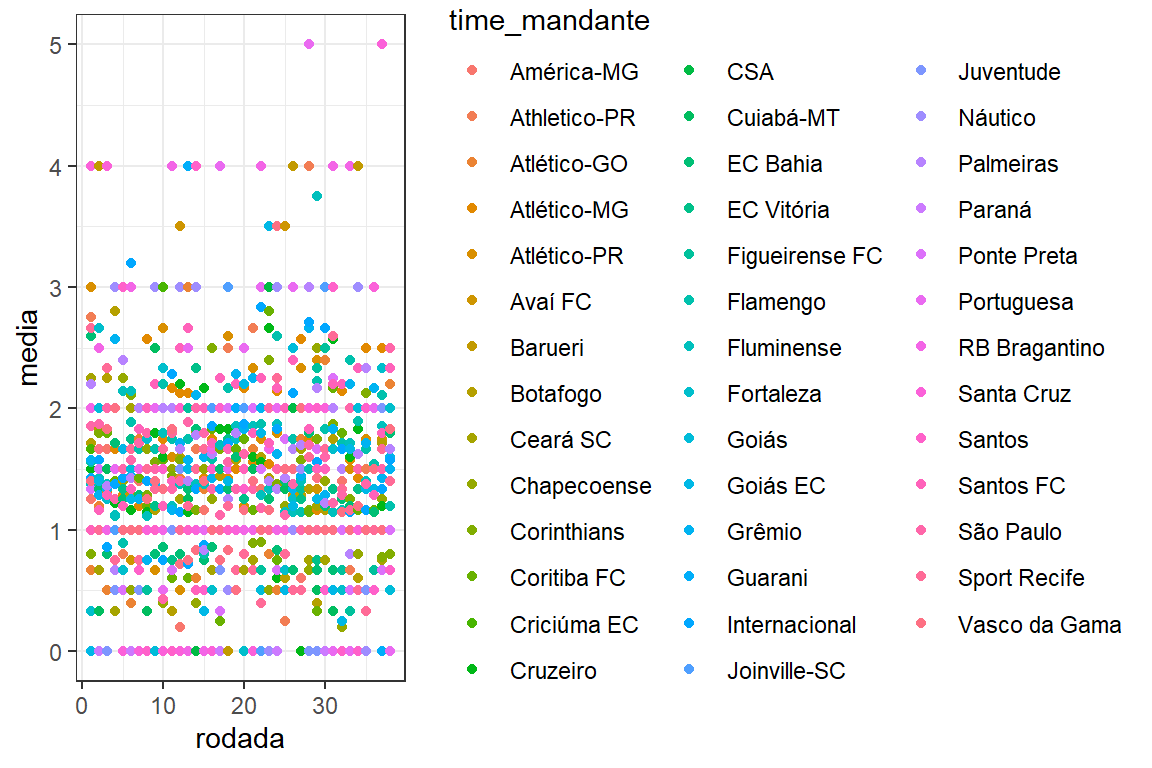 time_mandante
América-MG
Athletico-PR
Atlético-GO
Atlético-MG
Atlético-PR
Avaí FC
Barueri
Botafogo
Ceará SC
Chapecoense
Corinthians
Coritiba FC
Criciúma EC
Cruzeiro
CSA
Cuiabá-MT
EC Bahia
EC Vitória
Figueirense FC
Flamengo
Fluminense
Fortaleza
Goiás
Goiás EC
Grêmio
Guarani
Internacional
Joinville-SC
Juventude
Náutico
Palmeiras
Paraná
Ponte Preta
Portuguesa
RB Bragantino
Santa Cruz
Santos
Santos FC
São Paulo
Sport Recife
Vasco da Gama
media
5
4
3
2
1
0
0 10 20 30
rodada